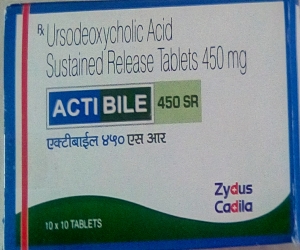 Rx Ursodeoxycholic Acid
Sustained Release Tablets 450 mg
ACTIBILE 450 SR
एक्टीबाईल ४५० एस आर
Zydus
Cadila
10 x 10 TABLETS